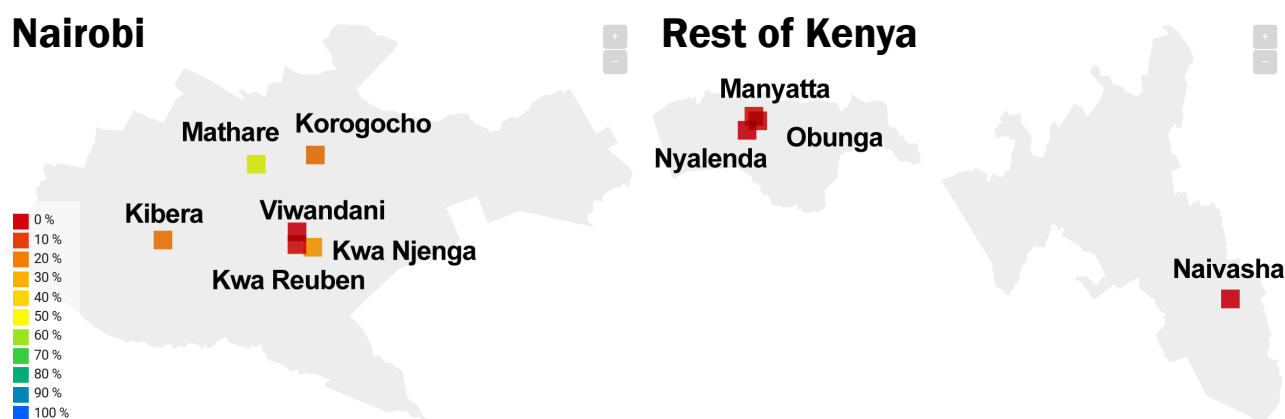 Nairobi
Rest of Kenya
+
−
+
−
Manyatta
Mathare
Korogocho
Obunga
Nyalenda
Kibera
Viwandani
Kwa Njenga
Kwa Reuben
Naivasha
0 %
10 %
20 %
30 %
40 %
50 %
60 %
70 %
80 %
90 %
100 %